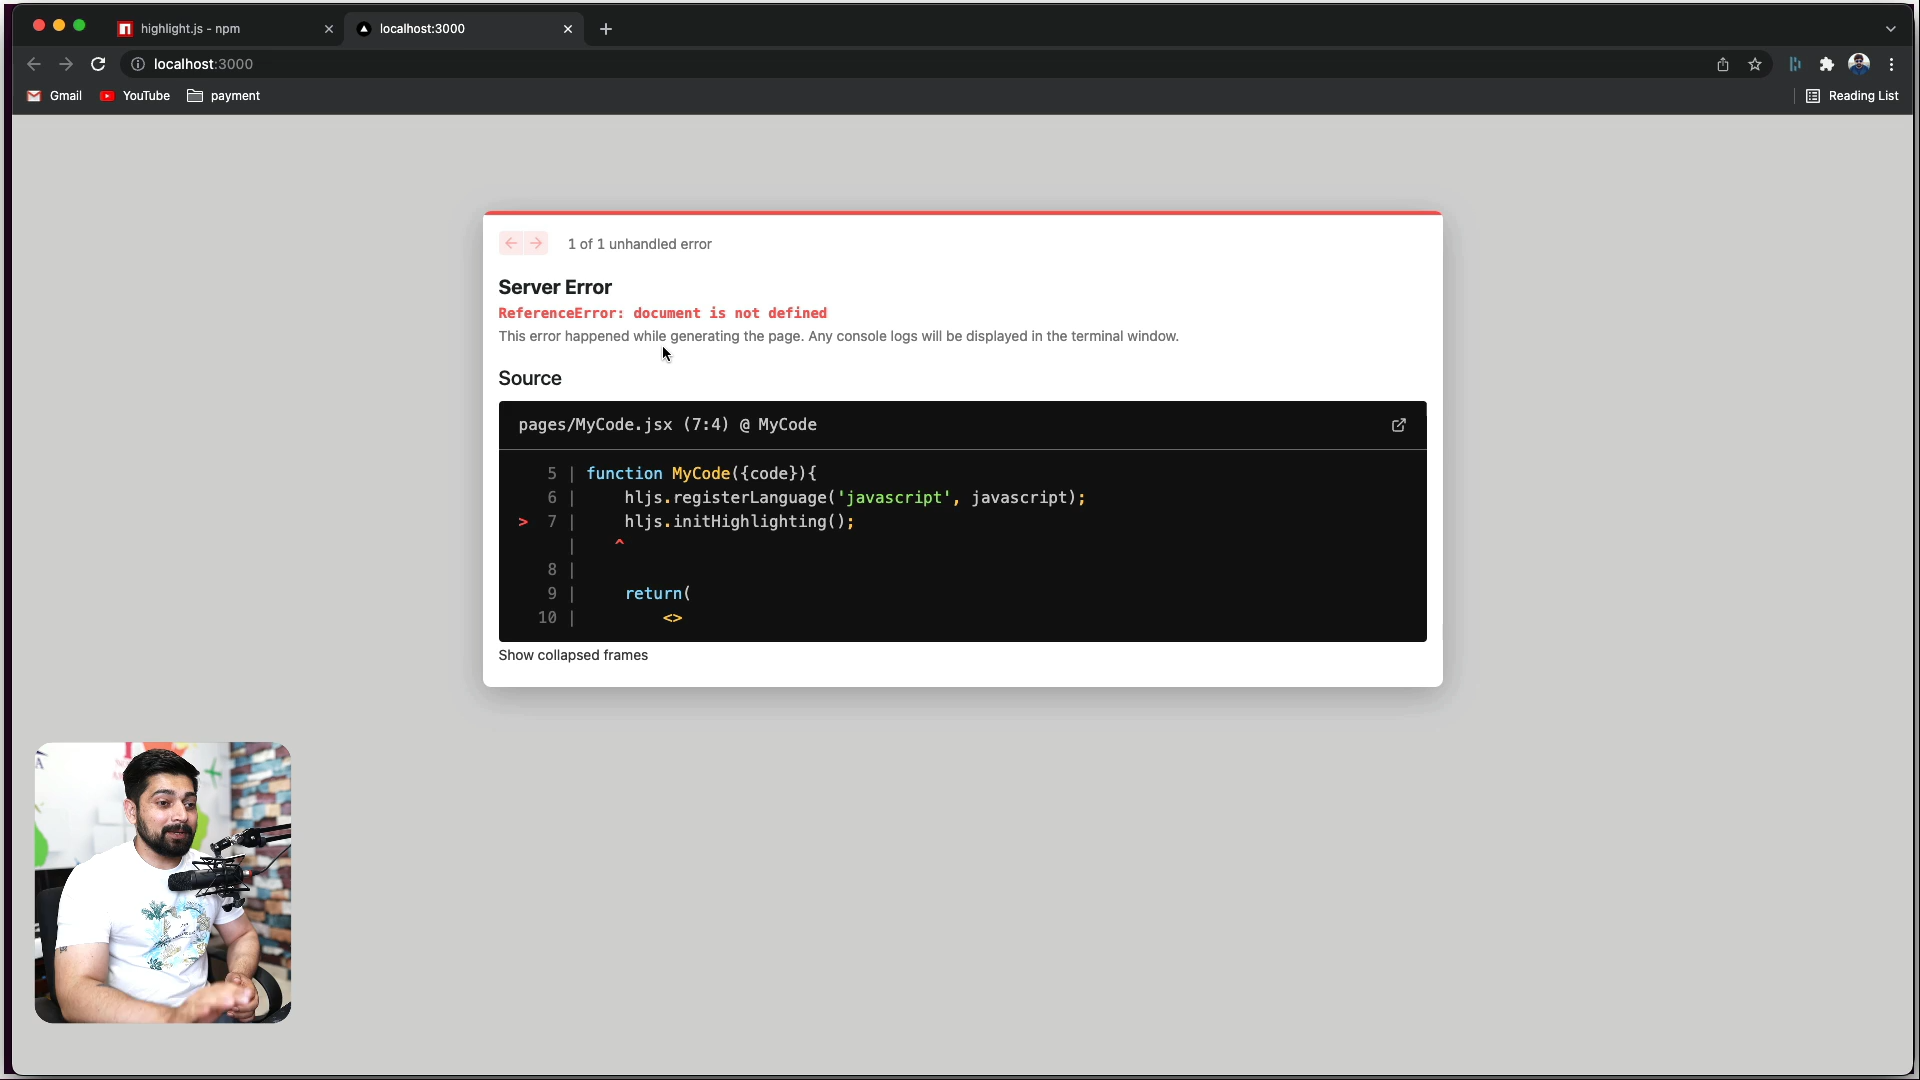 highlight.js - npm
localhost:3000
localhost:3000
Gmail
YouTube
payment
Reading List
1 of 1 unhandled error
Server Error
ReferenceError: document is not defined
This error happened while generating the page. Any console logs will be displayed in the terminal window.
Source
pages/MyCode.jsx (7:4) @ MyCode
5 | function MyCode({code}){
6 |     hljs.registerLanguage('javascript', javascript);
> 7 |     hljs.initHighlighting();
|     ^
8 |
9 |     return(
10 |         <>
Show collapsed frames